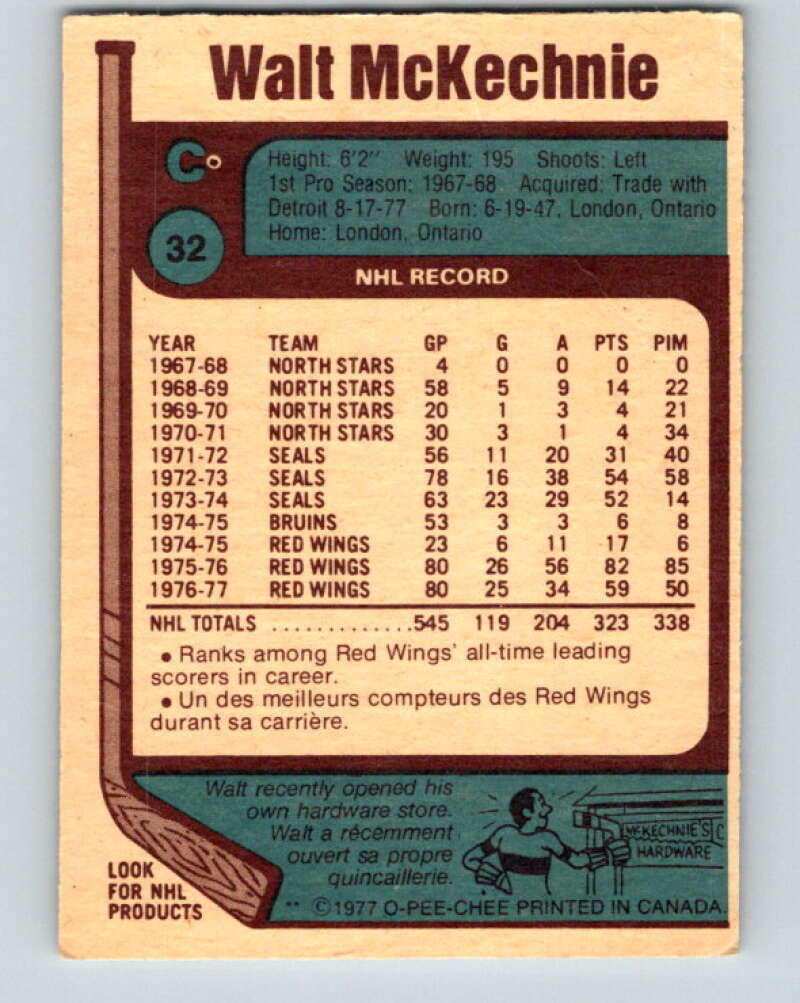 Walt McKechnie
C
Height: 6'2" Weight: 195 Shoots: Left
1st Pro Season: 1967-68 Acquired: Trade with
Detroit 8-17-77 Born: 6-19-47, London, Ontario
Home: London, Ontario
32
NHL RECORD
YEAR TEAM GP G A PTS PIM
1967-68 NORTH STARS 4 0 0 0 0
1968-69 NORTH STARS 58 5 9 14 22
1969-70 NORTH STARS 20 1 3 4 21
1970-71 NORTH STARS 30 3 1 4 34
1971-72 SEALS 56 11 20 31 40
1972-73 SEALS 78 16 38 54 58
1973-74 SEALS 63 23 29 52 14
1974-75 BRUINS 53 3 3 6 8
1974-75 RED WINGS 23 6 11 17 6
1975-76 RED WINGS 80 26 56 82 85
1976-77 RED WINGS 80 25 34 59 50
NHL TOTALS .............545 119 204 323 338
• Ranks among Red Wings' all-time leading
scorers in career.
• Un des meilleurs compteurs des Red Wings
durant sa carrière.
Walt recently opened his
own hardware store.
Walt a récemment
ouvert sa propre
quincaillerie.
McKECHNIE'S C
HARDWARE
LOOK
FOR NHL
PRODUCTS
** © 1977 O-PEE-CHEE PRINTED IN CANADA.